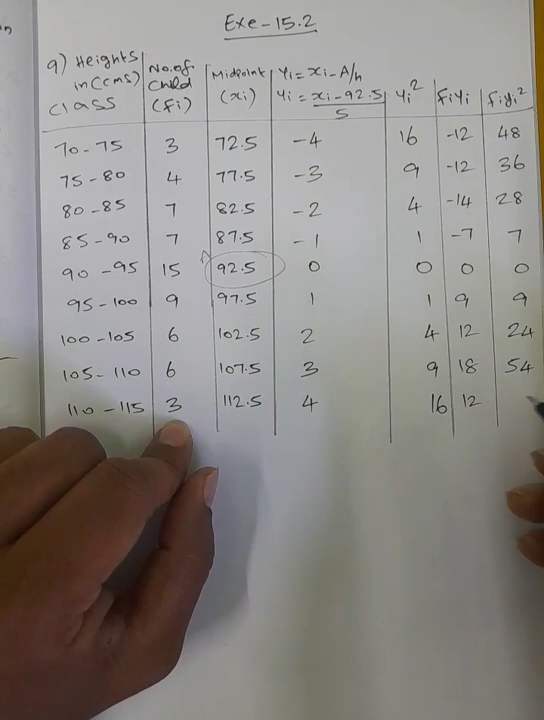 Exe-15.2
9) Heights in (cms) Class | No. of Child (fi) | Midpoint (xi) | yi = xi - A/h yi = xi - 92.5/5 | yi² | fiyi | fiyi²
70-75 3 72.5 -4 16 -12 48
75-80 4 77.5 -3 9 -12 36
80-85 7 82.5 -2 4 -14 28
85-90 7 87.5 -1 1 -7 7
90-95 15 A 92.5 0 0 0 0
95-100 9 97.5 1 1 9 9
100-105 6 102.5 2 4 12 24
105-110 6 107.5 3 9 18 54
110-115 3 112.5 4 16 12